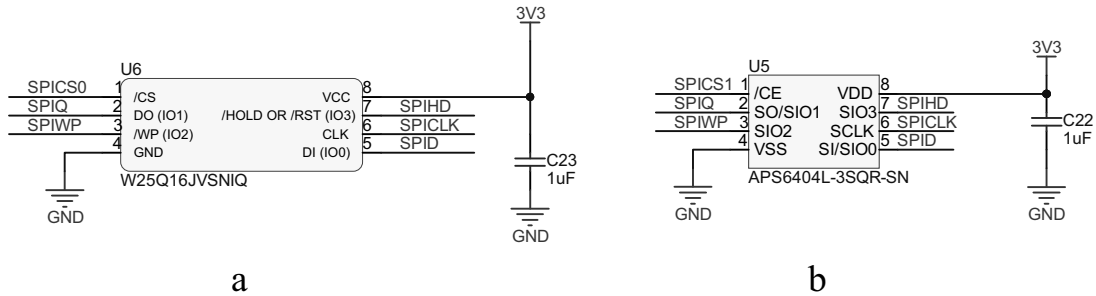 3V3
U6
SPICS0 1 /CS VCC 8
SPIQ 2 DO (IO1) /HOLD OR /RST (IO3) 7 SPIHD
SPIWP 3 /WP (IO2) CLK 6 SPICLK
4 GND DI (IO0) 5 SPID
W25Q16JVSNIQ
C23
1uF
GND
GND
a
3V3
U5
SPICS1 1 /CE VDD 8
SPIQ 2 SO/SIO1 SIO3 7 SPIHD
SPIWP 3 SIO2 SCLK 6 SPICLK
4 VSS SI/SIO0 5 SPID
APS6404L-3SQR-SN
C22
1uF
GND
GND
b